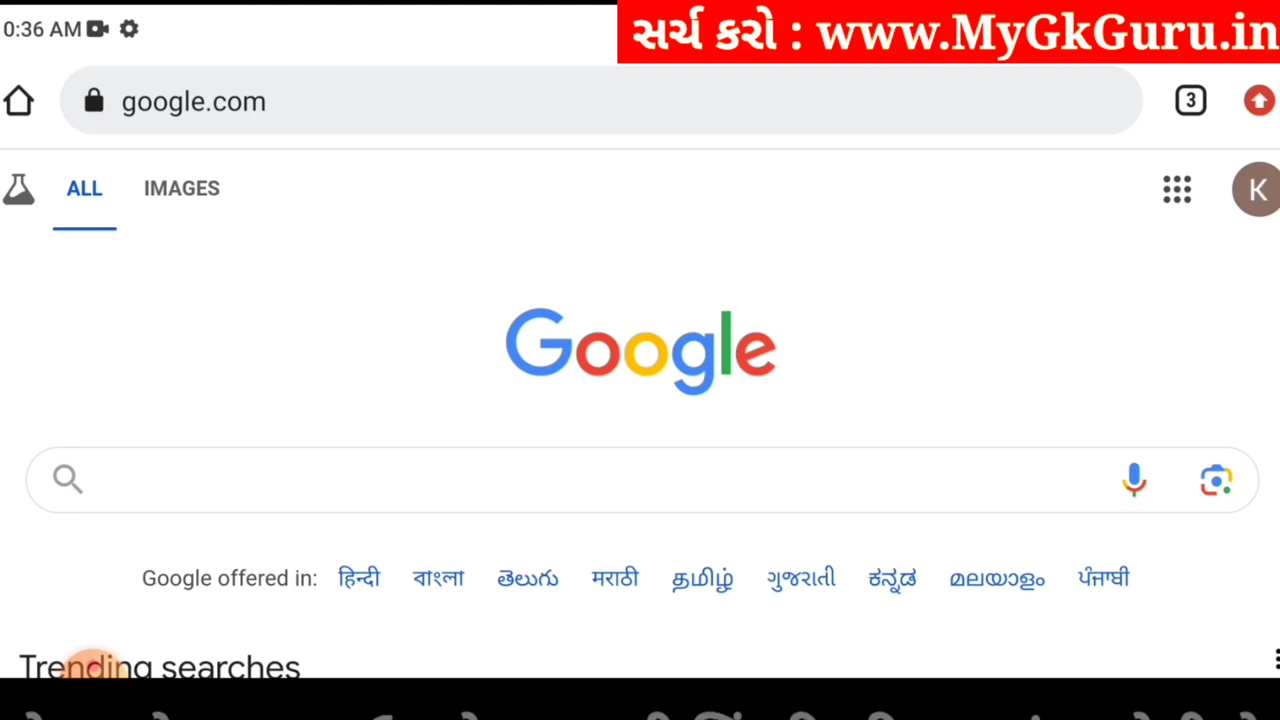 0:36 AM
સર્ચ કરો : www.MyGkGuru.in
google.com
3
ALL IMAGES
K
Google
Google offered in: हिन्दी বাংলা తెలుగు मराठी தமிழ் ગુજરાતી ಕನ್ನಡ മലയാളം ਪੰਜਾਬੀ
Trending searches